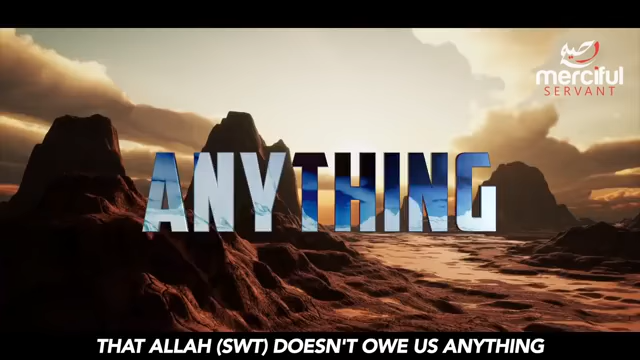 merciful
SERVANT
ANYTHING
THAT ALLAH (SWT) DOESN'T OWE US ANYTHING